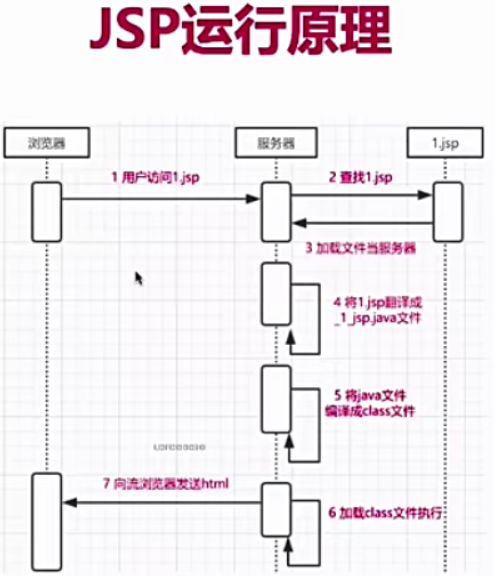 JSP运行原理
浏览器
服务器
1.jsp
1 用户访问1.jsp
2 查找1.jsp
3 加载文件当服务器
4 将1.jsp翻译成
_1_jsp.java文件
5 将java文件
编译成class文件
7 向流浏览器发送html
6 加载class文件执行